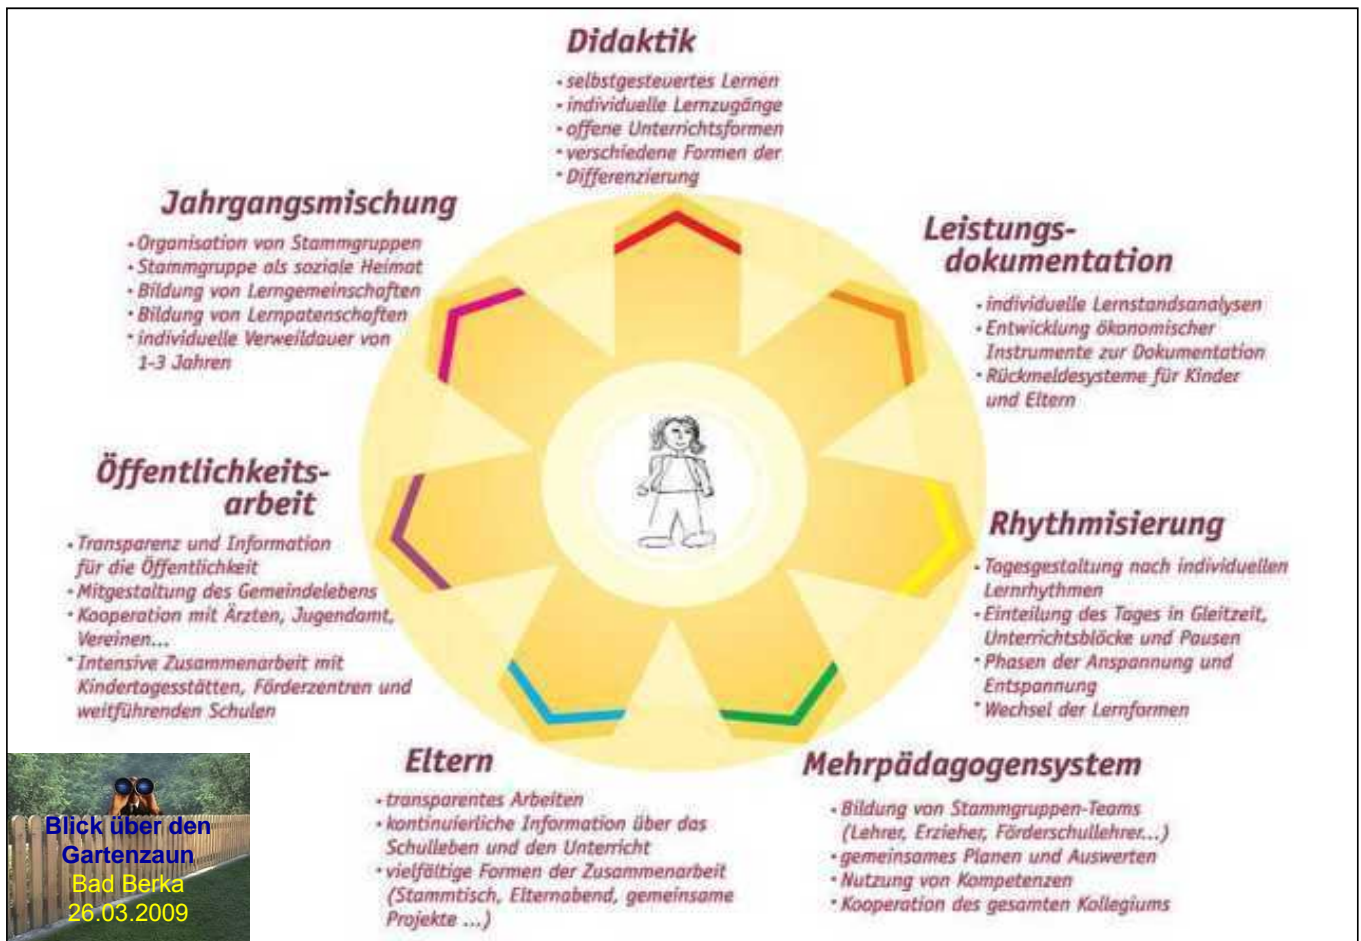 Didaktik
• selbstgesteuertes Lernen
• individuelle Lernzugänge
• offene Unterrichtsformen
• verschiedene Formen der
• Differenzierung
Jahrgangsmischung
• Organisation von Stammgruppen
• Stammgruppe als soziale Heimat
• Bildung von Lerngemeinschaften
• Bildung von Lernpatenschaften
• individuelle Verweildauer von
1-3 Jahren
Leistungs-
dokumentation
• individuelle Lernstandsanalysen
• Entwicklung ökonomischer
Instrumente zur Dokumentation
• Rückmeldesysteme für Kinder
und Eltern
Öffentlichkeits-
arbeit
• Transparenz und Information
für die Öffentlichkeit
• Mitgestaltung des Gemeindelebens
• Kooperation mit Ärzten, Jugendamt,
Vereinen...
• Intensive Zusammenarbeit mit
Kindertagesstätten, Förderzentren und
weitführenden Schulen
Rhythmisierung
• Tagesgestaltung nach individuellen
Lernrhythmen
• Einteilung des Tages in Gleitzeit,
Unterrichtsblöcke und Pausen
• Phasen der Anspannung und
Entspannung
• Wechsel der Lernformen
Eltern
• transparentes Arbeiten
• kontinuierliche Information über das
Schulleben und den Unterricht
• vielfältige Formen der Zusammenarbeit
(Stammtisch, Elternabend, gemeinsame
Projekte ...)
Mehrpädagogensystem
• Bildung von Stammgruppen-Teams
(Lehrer, Erzieher, Förderschullehrer...)
• gemeinsames Planen und Auswerten
• Nutzung von Kompetenzen
• Kooperation des gesamten Kollegiums
Blick über den
Gartenzaun
Bad Berka
26.03.2009